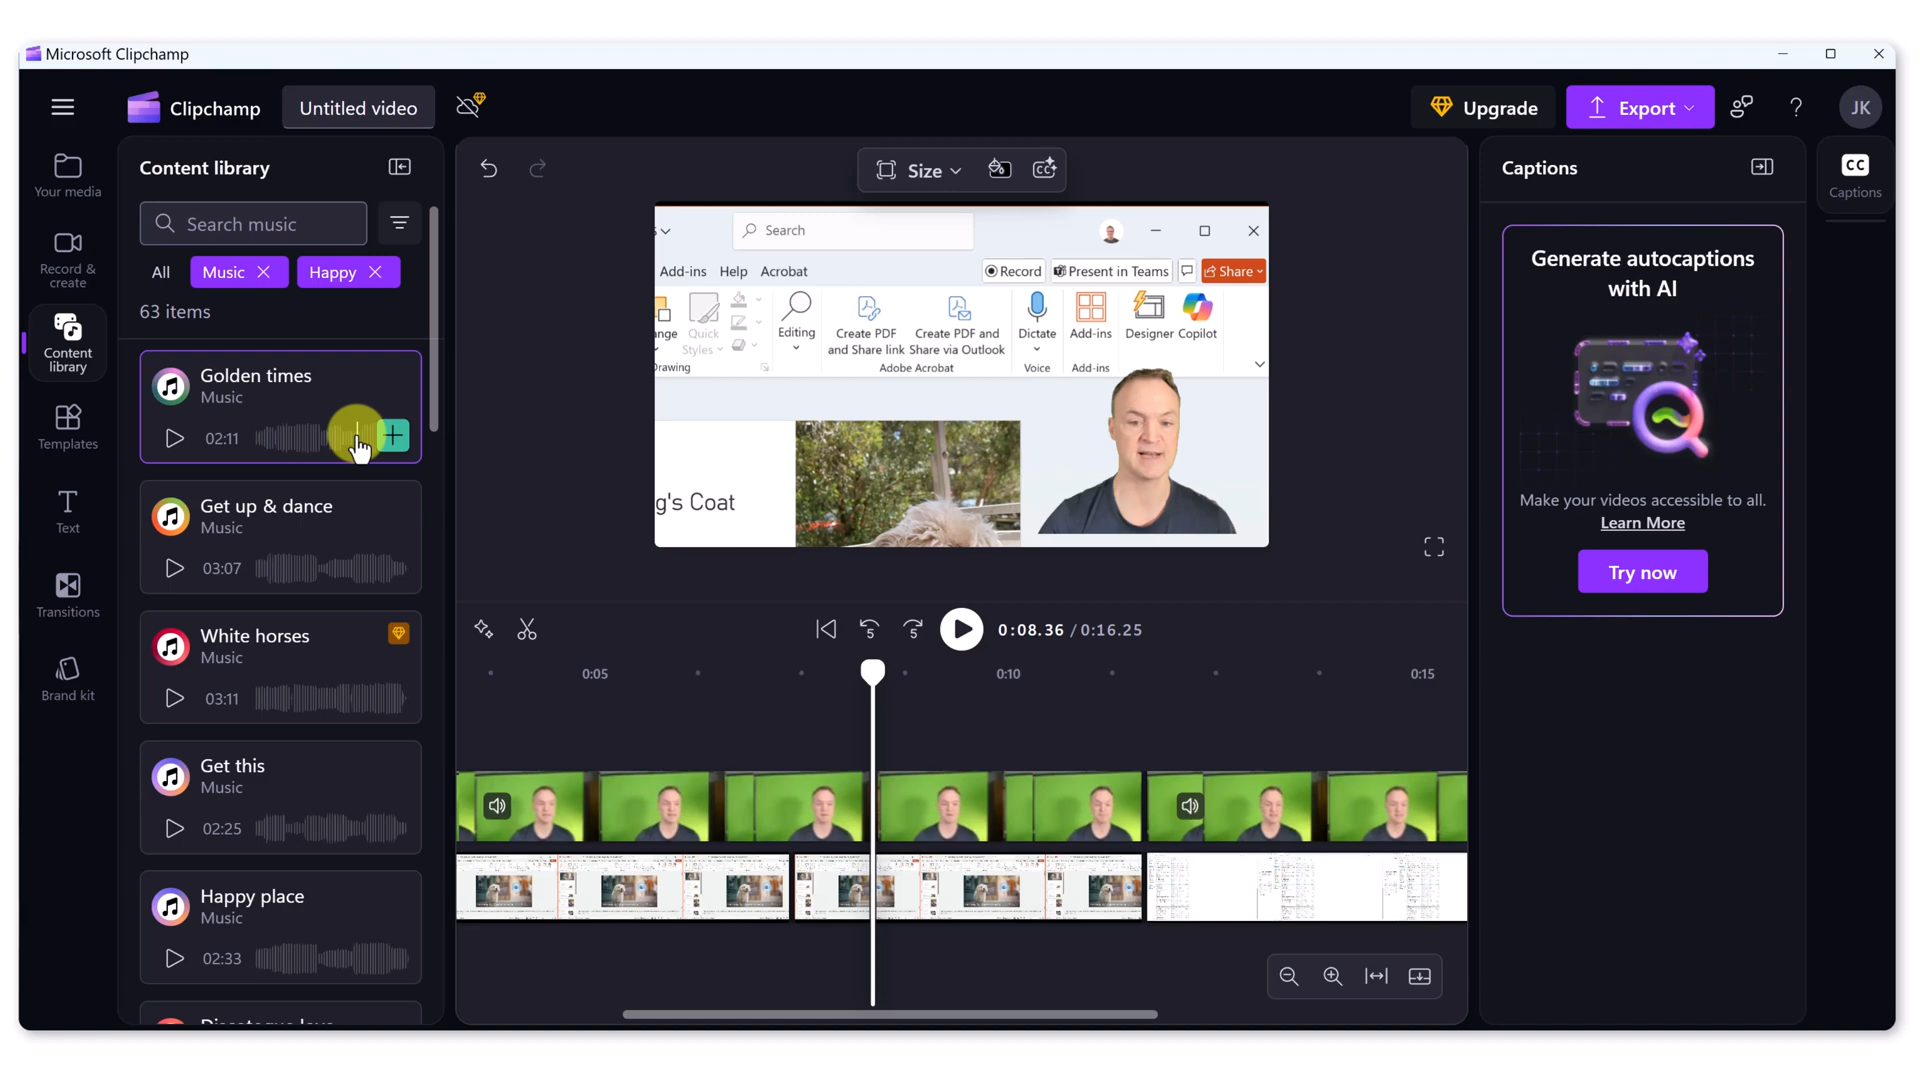 Microsoft Clipchamp
Clipchamp
Untitled video
Upgrade
Export
JK
Your media
Record &
create
Content
library
Templates
Text
Transitions
Brand kit
Content library
Search music
All
Music
Happy
63 items
Golden times
Music
02:11
Get up & dance
Music
03:07
White horses
Music
03:11
Get this
Music
02:25
Happy place
Music
02:33
Size
Search
Add-ins Help Acrobat
Record
Present in Teams
Share
Quick
Styles
Editing
Create PDF
and Share link
Create PDF and
Share via Outlook
Dictate
Add-ins
Designer
Copilot
Adobe Acrobat
Voice
Add-ins
g's Coat
5
5
0:08.36 / 0:16.25
0:05
0:10
0:15
Captions
Generate autocaptions
with AI
Make your videos accessible to all.
Learn More
Try now
CC
Captions